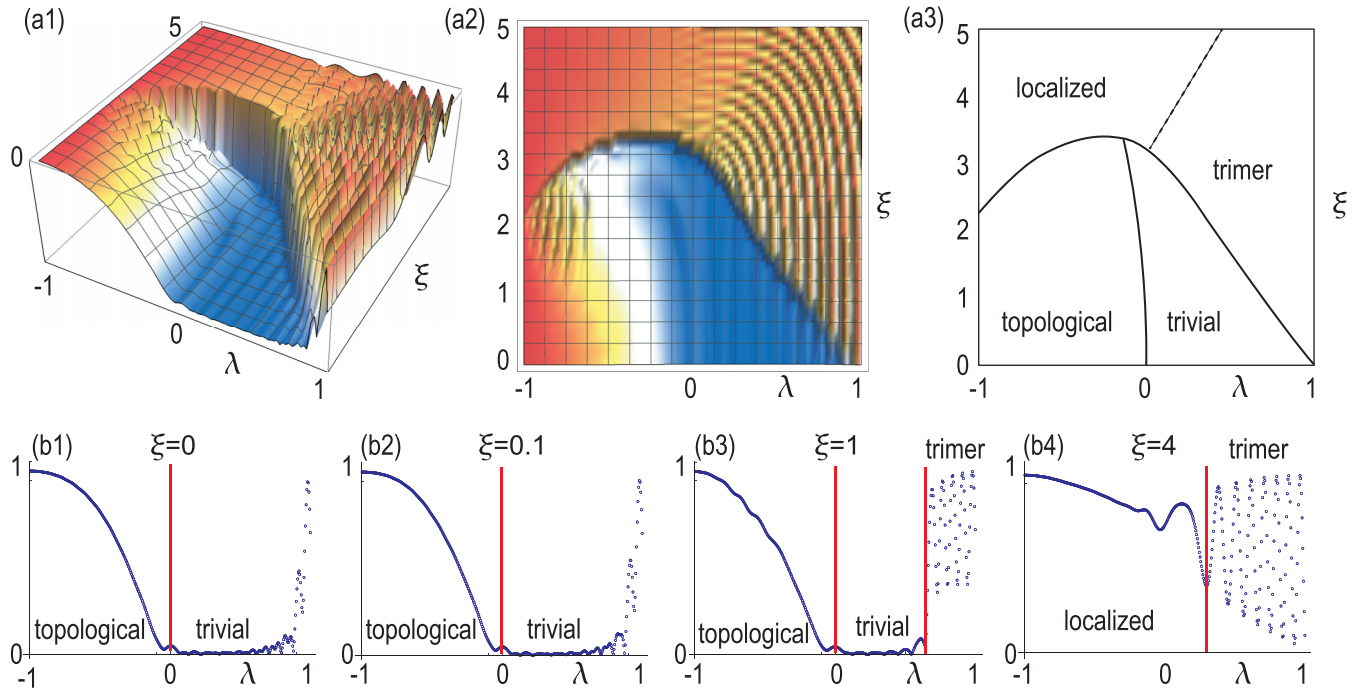 (a1)
5
0
-1
0
λ
1
ξ
(a2)
5
4
3
2
1
0
-1
0
λ
1
ξ
(a3)
5
4
3
2
1
0
localized
trimer
topological
trivial
-1
0
λ
1
ξ
(b1)
ξ=0
1
0
topological
trivial
-1
0
λ
1
(b2)
ξ=0.1
1
0
topological
trivial
-1
0
λ
1
(b3)
ξ=1
trimer
1
0
topological
trivial
-1
0
λ
1
(b4)
ξ=4
trimer
1
0
localized
-1
0
λ
1